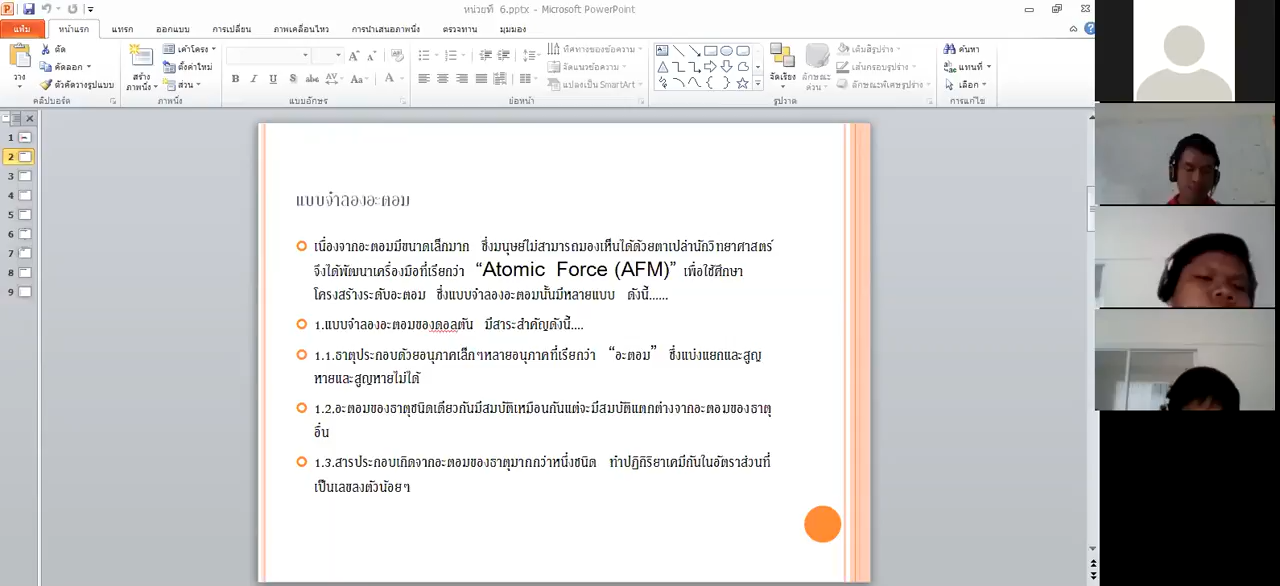 หน่วยที่ 6.pptx - Microsoft PowerPoint
แฟ้ม หน้าแรก แทรก ออกแบบ การเปลี่ยน ภาพเคลื่อนไหว การนำเสนอภาพนิ่ง ตรวจทาน มุมมอง
ตัด เค้าโครง ทิศทางของข้อความ เติมสีรูปร่าง ค้นหา
คัดลอก ตั้งค่าใหม่ จัดแนวข้อความ เส้นกรอบรูปร่าง แทนที่
วาง ตัวคัดวางรูปแบบ สร้างภาพนิ่ง ส่วน แปลงเป็น SmartArt จัดเรียง ลักษณะด่วน ลักษณะพิเศษรูปร่าง เลือก
คลิปบอร์ด ภาพนิ่ง แบบอักษร ย่อหน้า รูปวาด การแก้ไข
1
2
3
4
5
6
7
8
9
แบบจำลองอะตอม
เนื่องจากอะตอมมีขนาดเล็กมาก ซึ่งมนุษย์ไม่สามารถมองเห็นได้ด้วยตาเปล่านักวิทยาศาสตร์
จึงได้พัฒนาเครื่องมือที่เรียกว่า “Atomic Force (AFM)” เพื่อใช้ศึกษา
โครงสร้างระดับอะตอม ซึ่งแบบจำลองอะตอมนั้นมีหลายแบบ ดังนี้......
1.แบบจำลองอะตอมของดอลตัน มีสาระสำคัญดังนี้....
1.1.ธาตุประกอบด้วยอนุภาคเล็กๆหลายอนุภาคที่เรียกว่า “อะตอม” ซึ่งแบ่งแยกและสูญ
หายและสูญหายไม่ได้
1.2.อะตอมของธาตุชนิดเดียวกันมีสมบัติเหมือนกันแต่จะมีสมบัติแตกต่างจากอะตอมของธาตุ
อื่น
1.3.สารประกอบเกิดจากอะตอมของธาตุมากกว่าหนึ่งชนิด ทำปฏิกิริยาเคมีกันในอัตราส่วนที่
เป็นเลขลงตัวน้อยๆ